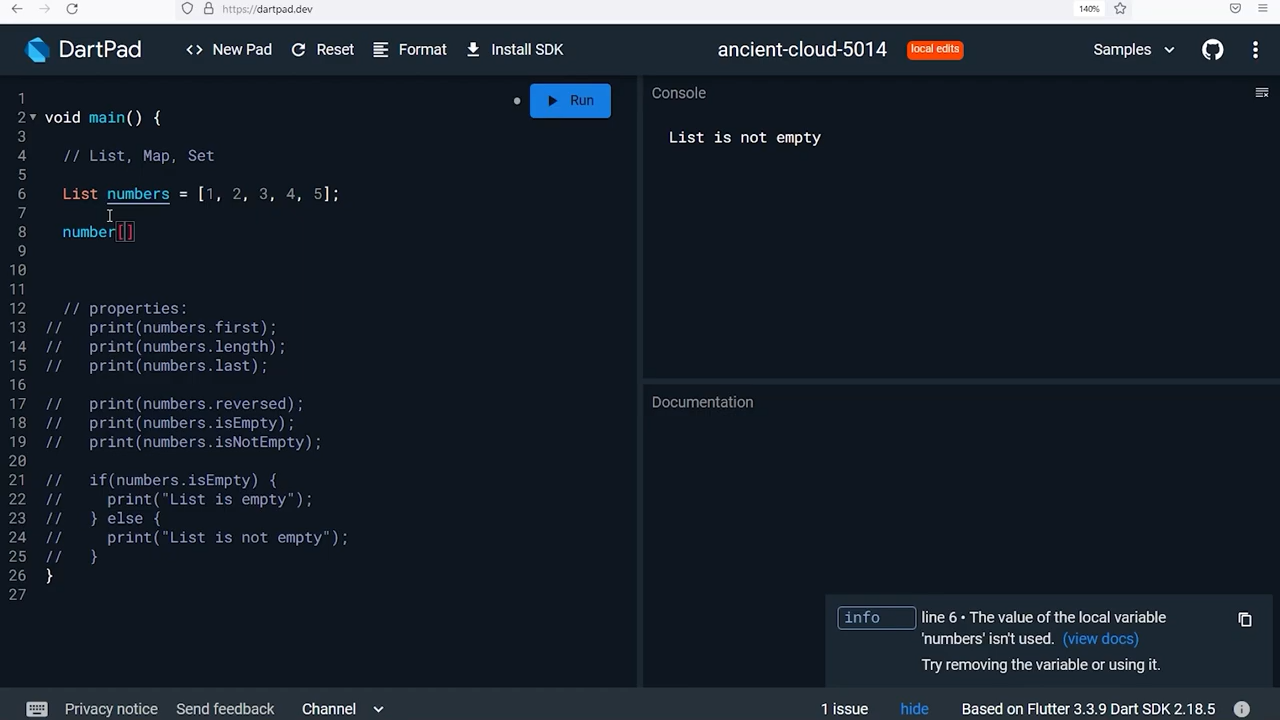 https://dartpad.dev
140%
DartPad
<> New Pad
Reset
Format
Install SDK
ancient-cloud-5014
local edits
Samples
1
2 void main() {
3
4 // List, Map, Set
5
6 List numbers = [1, 2, 3, 4, 5];
7
8 number[]
9
10
11
12 // properties:
13 // print(numbers.first);
14 // print(numbers.length);
15 // print(numbers.last);
16
17 // print(numbers.reversed);
18 // print(numbers.isEmpty);
19 // print(numbers.isNotEmpty);
20
21 // if(numbers.isEmpty) {
22 // print("List is empty");
23 // } else {
24 // print("List is not empty");
25 // }
26 }
27
Run
Console
List is not empty
Documentation
info
line 6 • The value of the local variable
'numbers' isn't used. (view docs)
Try removing the variable or using it.
Privacy notice
Send feedback
Channel
1 issue
hide
Based on Flutter 3.3.9 Dart SDK 2.18.5